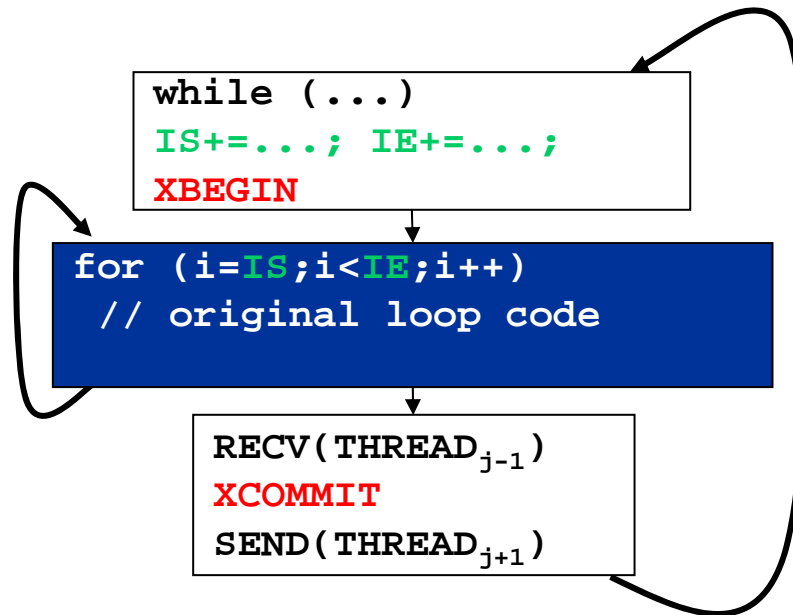 while (...)
IS+=...; IE+=...;
XBEGIN
for (i=IS;i<IE;i++)
// original loop code
RECV(THREADj-1)
XCOMMIT
SEND(THREADj+1)